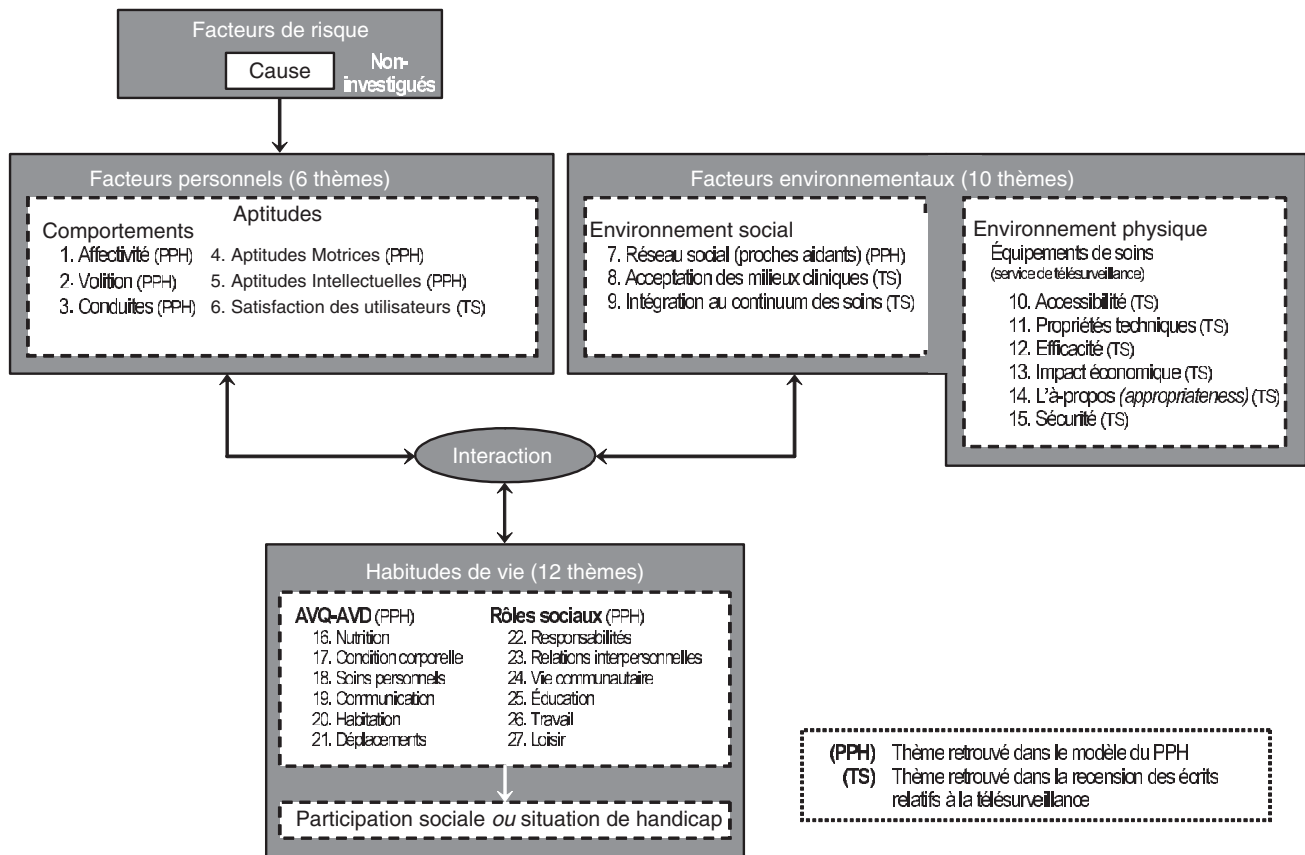 Facteurs de risque
Cause
Non-
investigués
Facteurs personnels (6 thèmes)
Aptitudes
Comportements
1. Affectivité (PPH)
2. Volition (PPH)
3. Conduites (PPH)
4. Aptitudes Motrices (PPH)
5. Aptitudes Intellectuelles (PPH)
6. Satisfaction des utilisateurs (TS)
Facteurs environnementaux (10 thèmes)
Environnement social
7. Réseau social (proches aidants) (PPH)
8. Acceptation des milieux cliniques (TS)
9. Intégration au continuum des soins (TS)
Environnement physique
Équipements de soins
(service de télésurveillance)
10. Accessibilité (TS)
11. Propriétés techniques (TS)
12. Efficacité (TS)
13. Impact économique (TS)
14. L'à-propos (appropriateness) (TS)
15. Sécurité (TS)
Interaction
Habitudes de vie (12 thèmes)
AVQ-AVD (PPH)
16. Nutrition
17. Condition corporelle
18. Soins personnels
19. Communication
20. Habitation
21. Déplacements
Rôles sociaux (PPH)
22. Responsabilités
23. Relations interpersonnelles
24. Vie communautaire
25. Éducation
26. Travail
27. Loisir
Participation sociale ou situation de handicap
(PPH) Thème retrouvé dans le modèle du PPH
(TS) Thème retrouvé dans la recension des écrits
relatifs à la télésurveillance